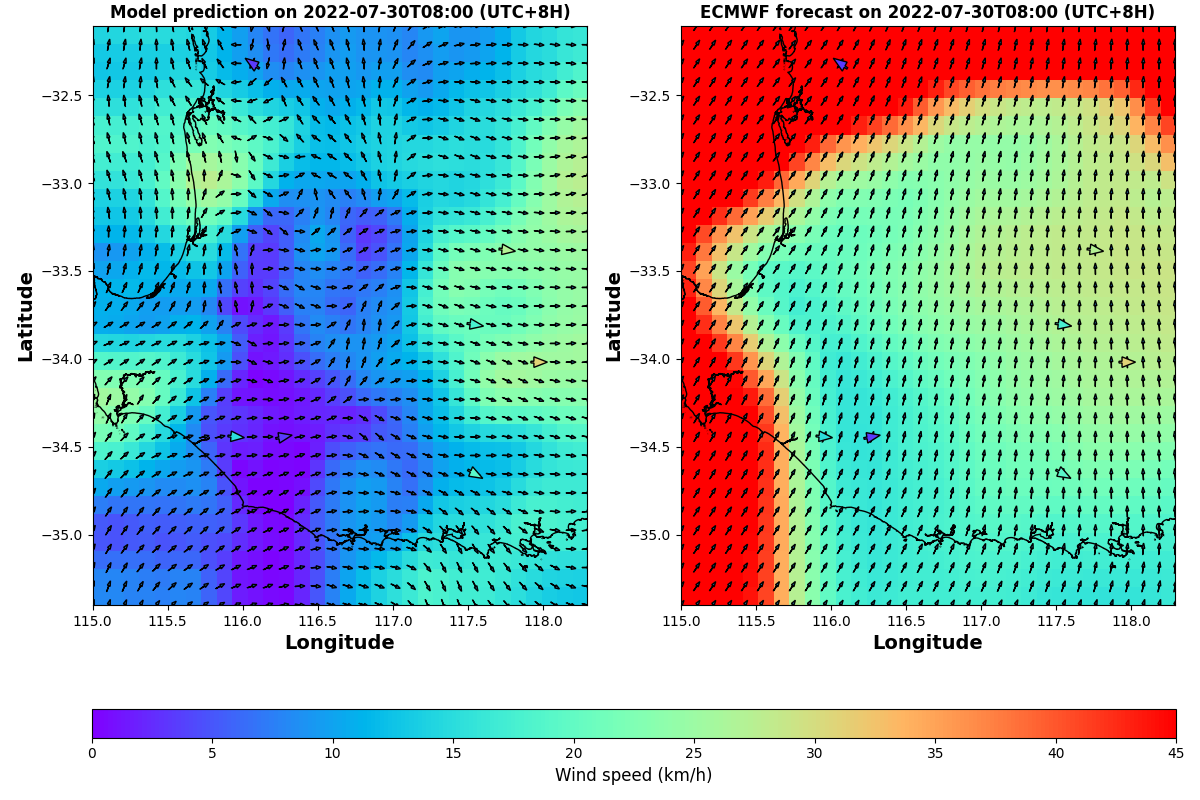 Model prediction on 2022-07-30T08:00 (UTC+8H)
ECMWF forecast on 2022-07-30T08:00 (UTC+8H)
−32.5
−33.0
−33.5
−34.0
−34.5
−35.0
Latitude
115.0 115.5 116.0 116.5 117.0 117.5 118.0
Longitude
−32.5
−33.0
−33.5
−34.0
−34.5
−35.0
Latitude
115.0 115.5 116.0 116.5 117.0 117.5 118.0
Longitude
0 5 10 15 20 25 30 35 40 45
Wind speed (km/h)